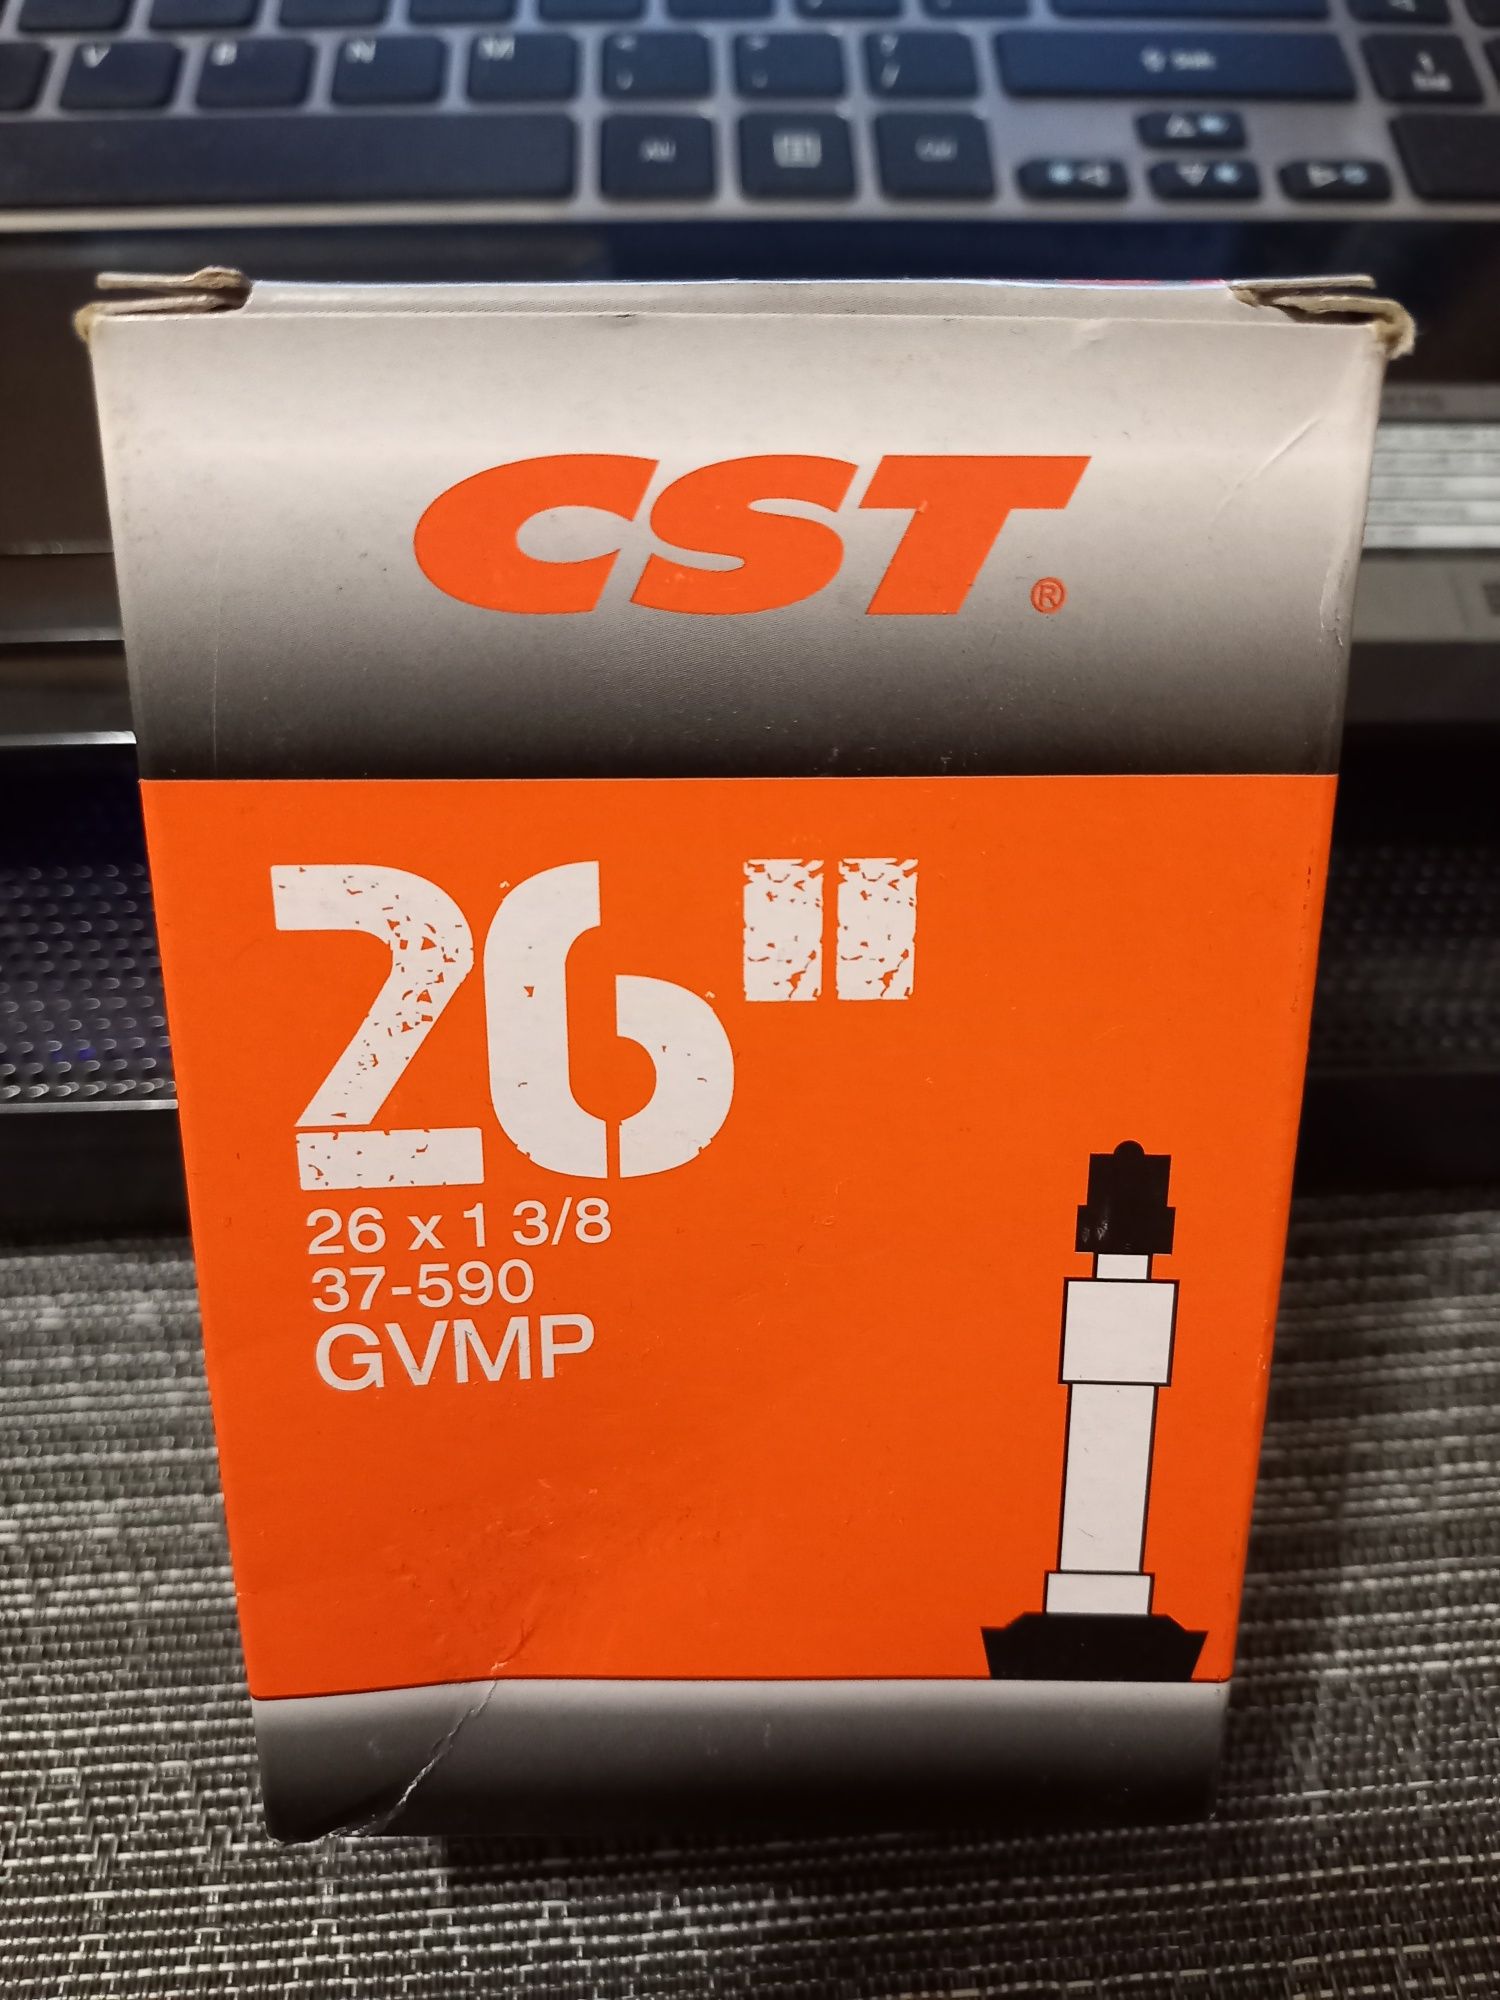 V B N M
CST®
26"
26 x 1 3/8
37-590
GVMP